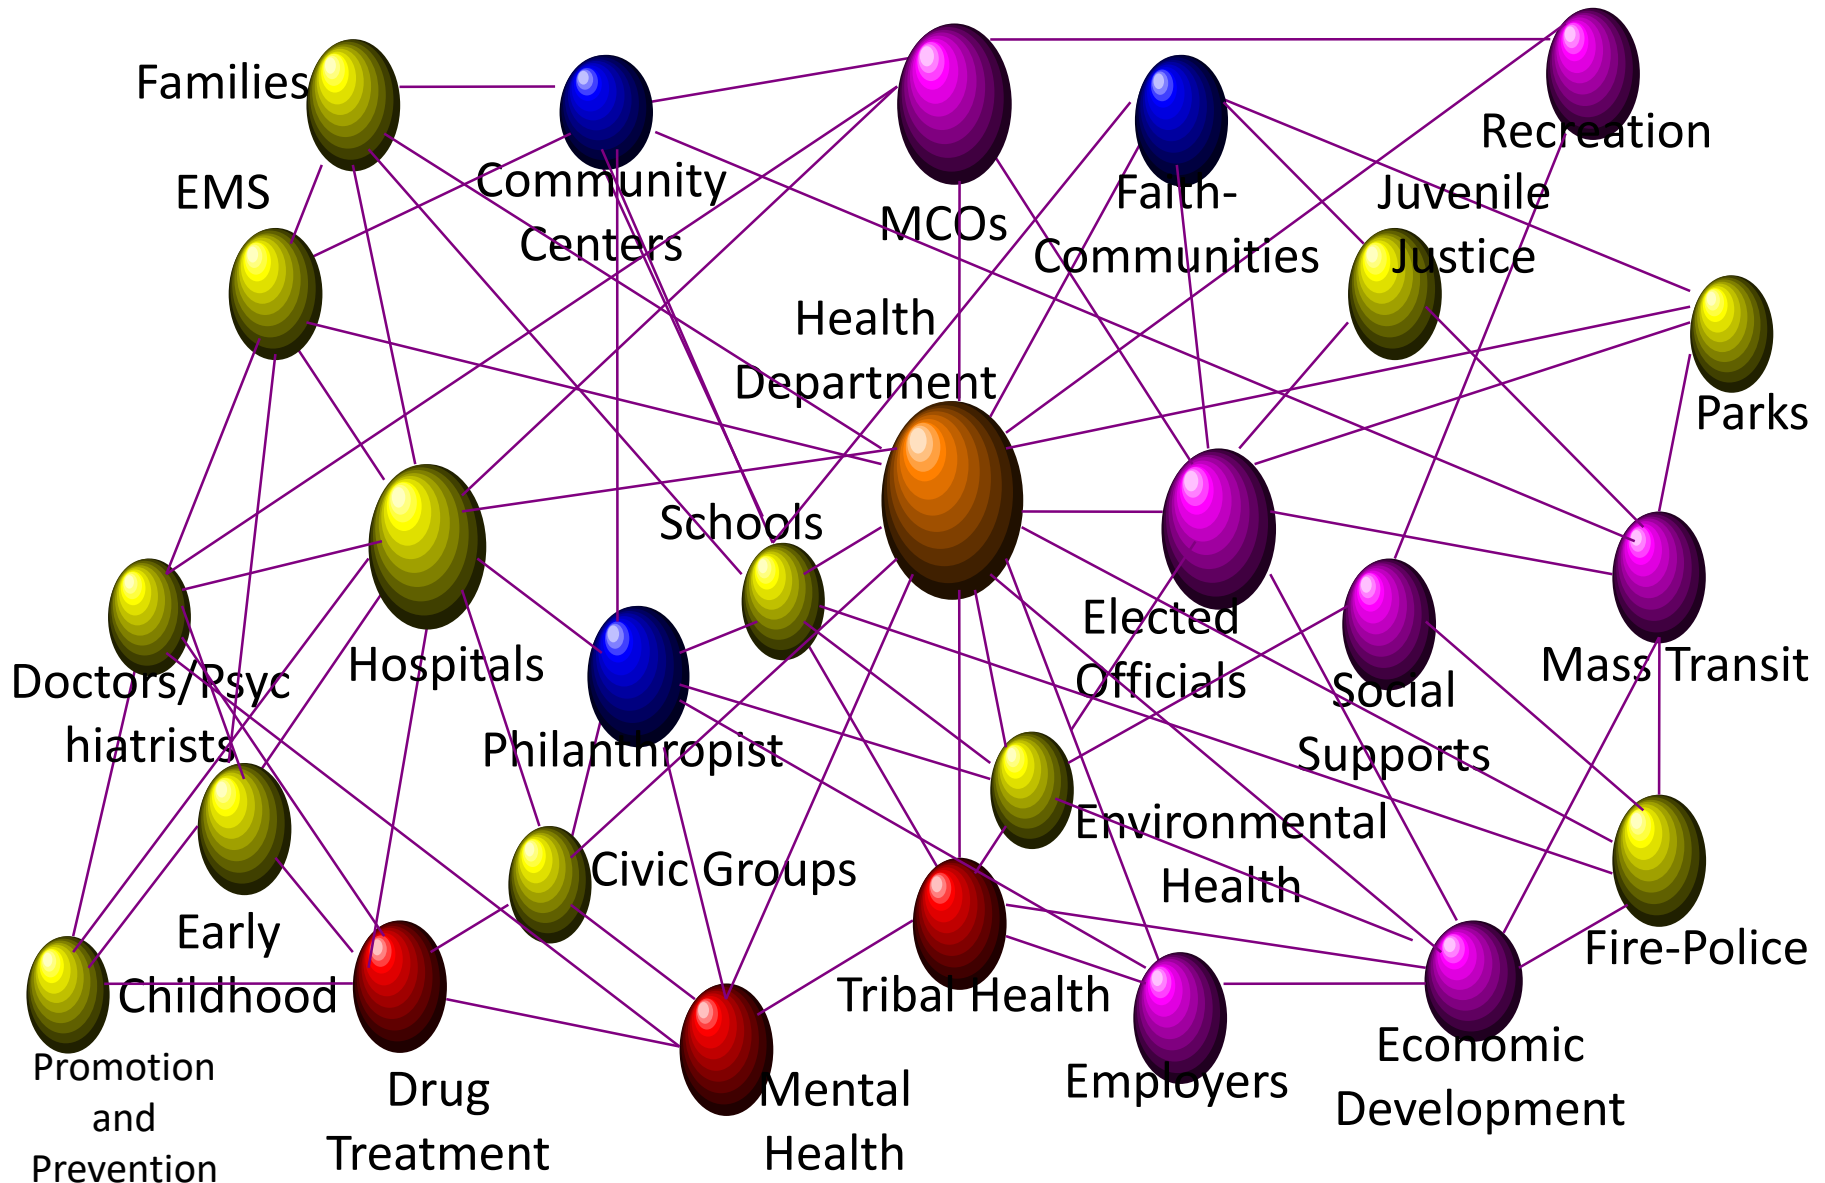 Families
Recreation
EMS
Community
Centers
MCOs
Faith-
Communities
Juvenile
Justice
Health
Department
Parks
Schools
Doctors/Psyc
hiatrists
Hospitals
Philanthropist
Elected
Officials
Social
Supports
Mass Transit
Environmental
Health
Civic Groups
Early
Childhood
Fire-Police
Tribal Health
Promotion
and
Prevention
Drug
Treatment
Mental
Health
Employers
Economic
Development